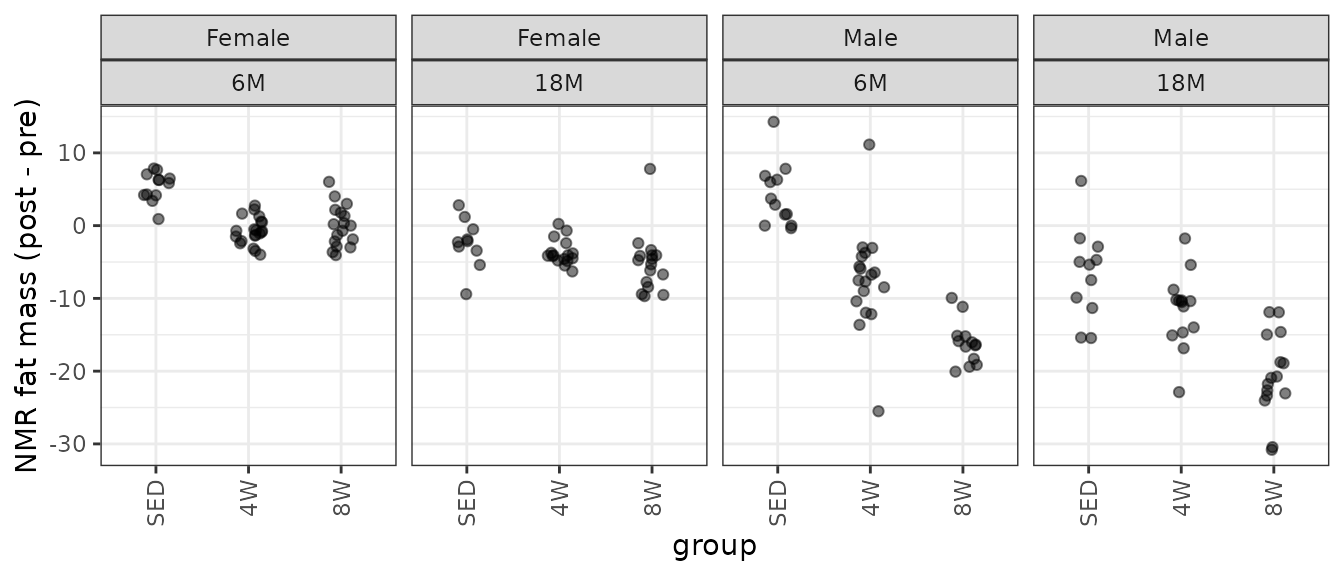 Female Female Male Male
6M 18M 6M 18M
NMR fat mass (post - pre)
10
0
-10
-20
-30
SED 4W 8W SED 4W 8W SED 4W 8W SED 4W 8W
group